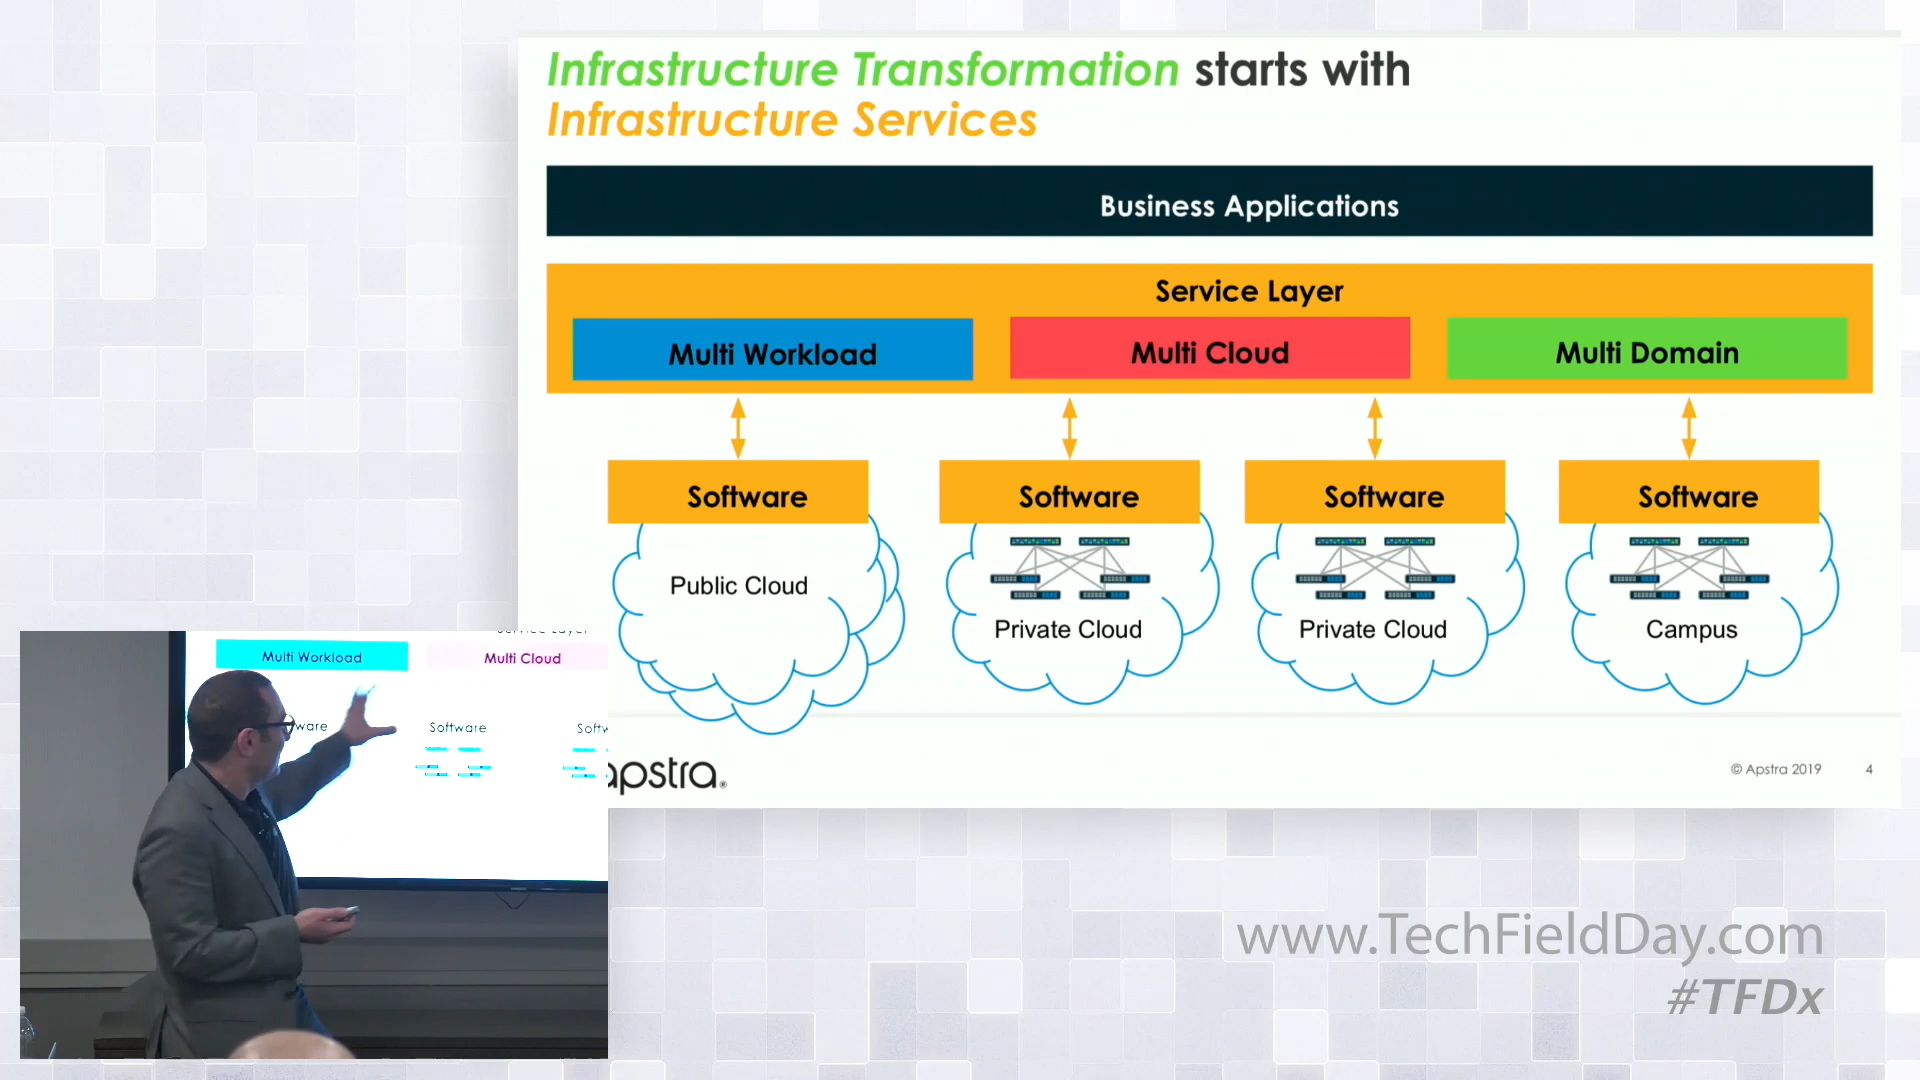 Infrastructure Transformation starts with
Infrastructure Services
Business Applications
Service Layer
Multi Workload
Multi Cloud
Multi Domain
Software
Software
Software
Software
Public Cloud
Private Cloud
Private Cloud
Campus
apstra®
© Apstra 2019
4
Service Layer
Multi Workload
Multi Cloud
ware
Software
Softw
www.TechFieldDay.com
#TFDx